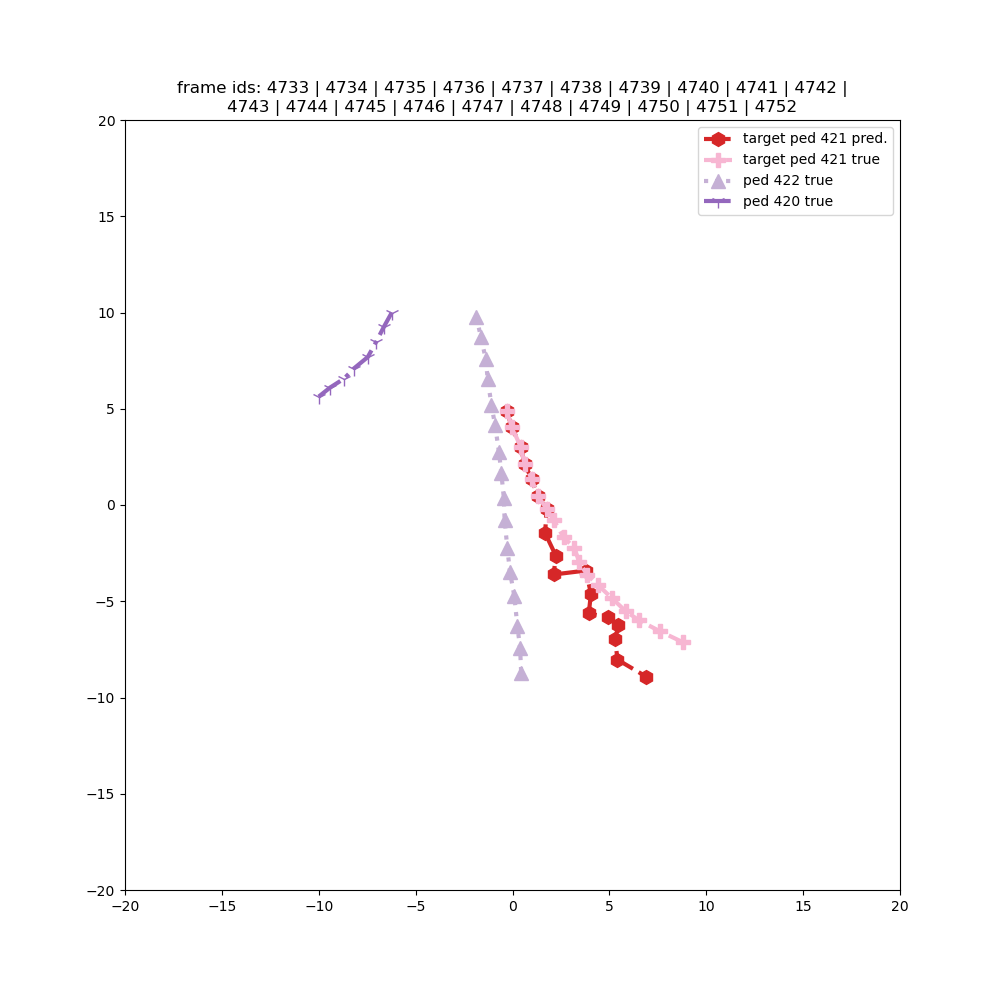 frame ids: 4733 | 4734 | 4735 | 4736 | 4737 | 4738 | 4739 | 4740 | 4741 | 4742 |
4743 | 4744 | 4745 | 4746 | 4747 | 4748 | 4749 | 4750 | 4751 | 4752
target ped 421 pred.
target ped 421 true
ped 422 true
ped 420 true
20
15
10
5
0
−5
−10
−15
−20
−20 −15 −10 −5 0 5 10 15 20